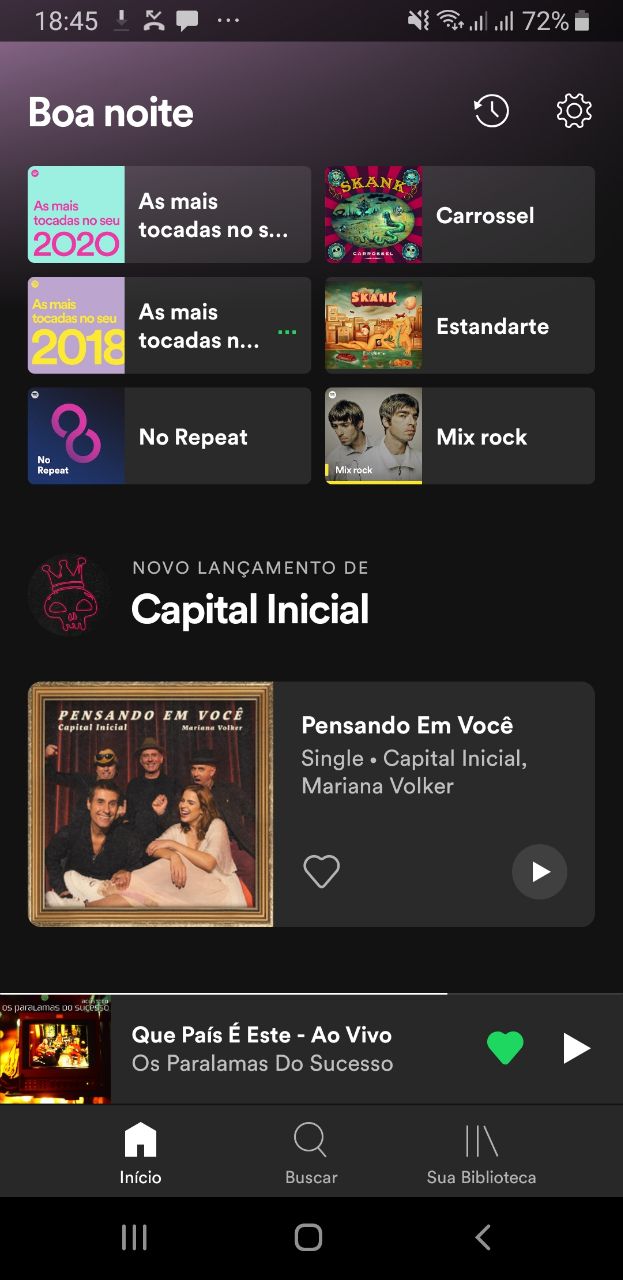 18:45
72%
Boa noite
As mais
tocadas no seu
2020
As mais
tocadas no s...
SKANK
CARROSSEL
Carrossel
As mais
tocadas no seu
2018
As mais
tocadas n...
SKANK
Estandarte
No
Repeat
No Repeat
Mix rock
Mix rock
NOVO LANÇAMENTO DE
Capital Inicial
PENSANDO EM VOCÊ
Capital Inicial
Mariana Volker
Pensando Em Você
Single • Capital Inicial,
Mariana Volker
os paralamas do sucesso
Que País É Este - Ao Vivo
Os Paralamas Do Sucesso
Início
Buscar
Sua Biblioteca